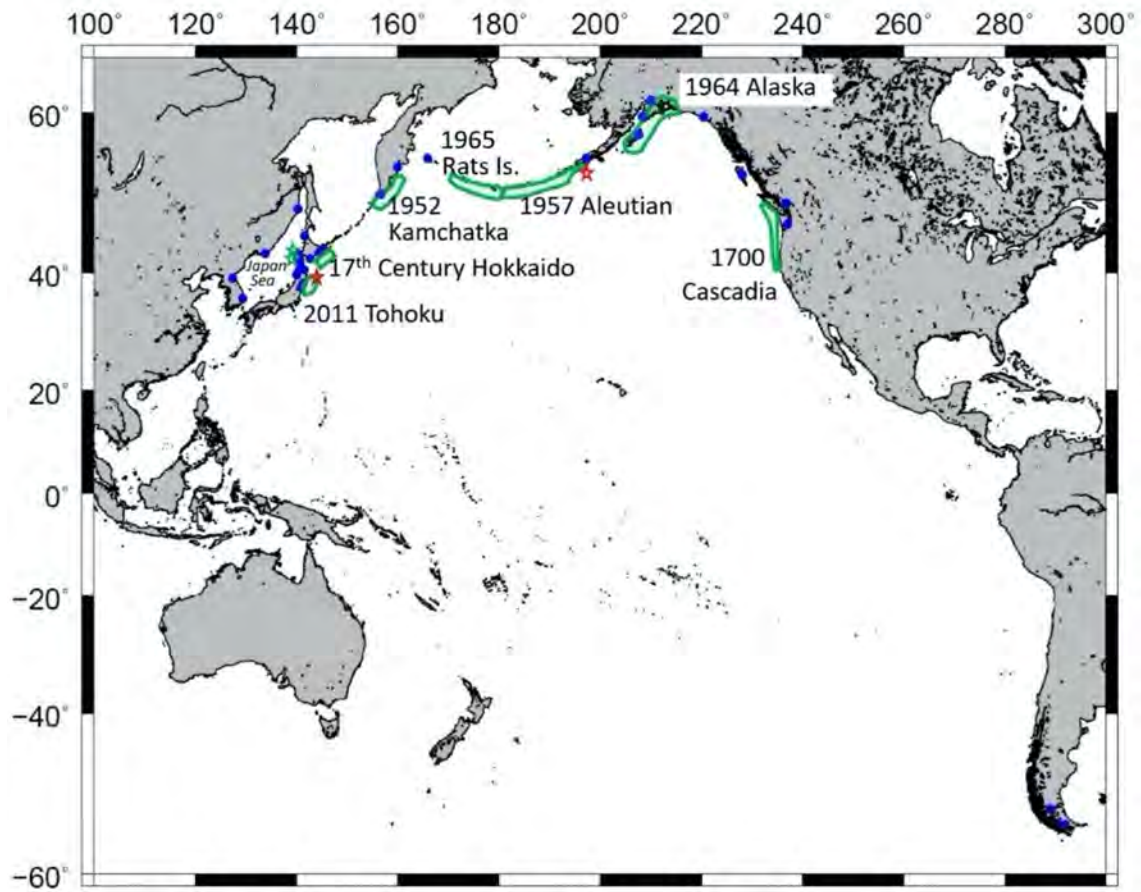 100° 120° 140° 160° 180° 200° 220° 240° 260° 280° 300°
60°
40°
20°
0°
−20°
−40°
−60°
1964 Alaska
1965
Rats Is.
1957 Aleutian
1952
Kamchatka
Japan
Sea
17th Century Hokkaido
2011 Tohoku
1700
Cascadia